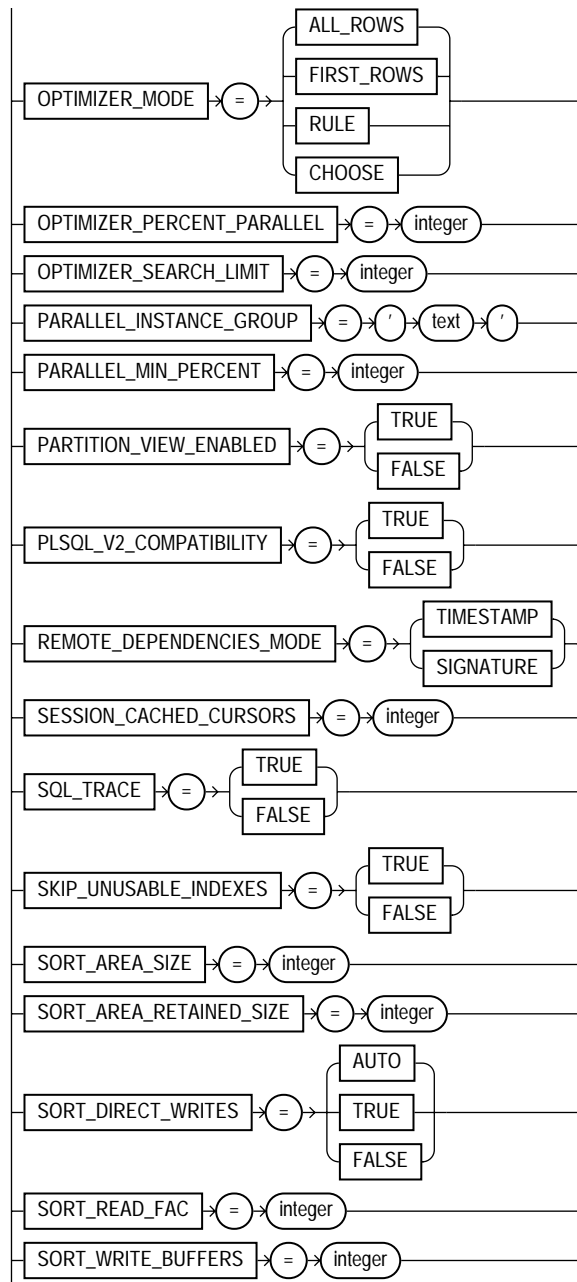 ALL_ROWS
FIRST_ROWS
OPTIMIZER_MODE =
RULE
CHOOSE
OPTIMIZER_PERCENT_PARALLEL = integer
OPTIMIZER_SEARCH_LIMIT = integer
PARALLEL_INSTANCE_GROUP = ' text '
PARALLEL_MIN_PERCENT = integer
TRUE
PARTITION_VIEW_ENABLED =
FALSE
TRUE
PLSQL_V2_COMPATIBILITY =
FALSE
TIMESTAMP
REMOTE_DEPENDENCIES_MODE =
SIGNATURE
SESSION_CACHED_CURSORS = integer
TRUE
SQL_TRACE =
FALSE
TRUE
SKIP_UNUSABLE_INDEXES =
FALSE
SORT_AREA_SIZE = integer
SORT_AREA_RETAINED_SIZE = integer
AUTO
SORT_DIRECT_WRITES = TRUE
FALSE
SORT_READ_FAC = integer
SORT_WRITE_BUFFERS = integer